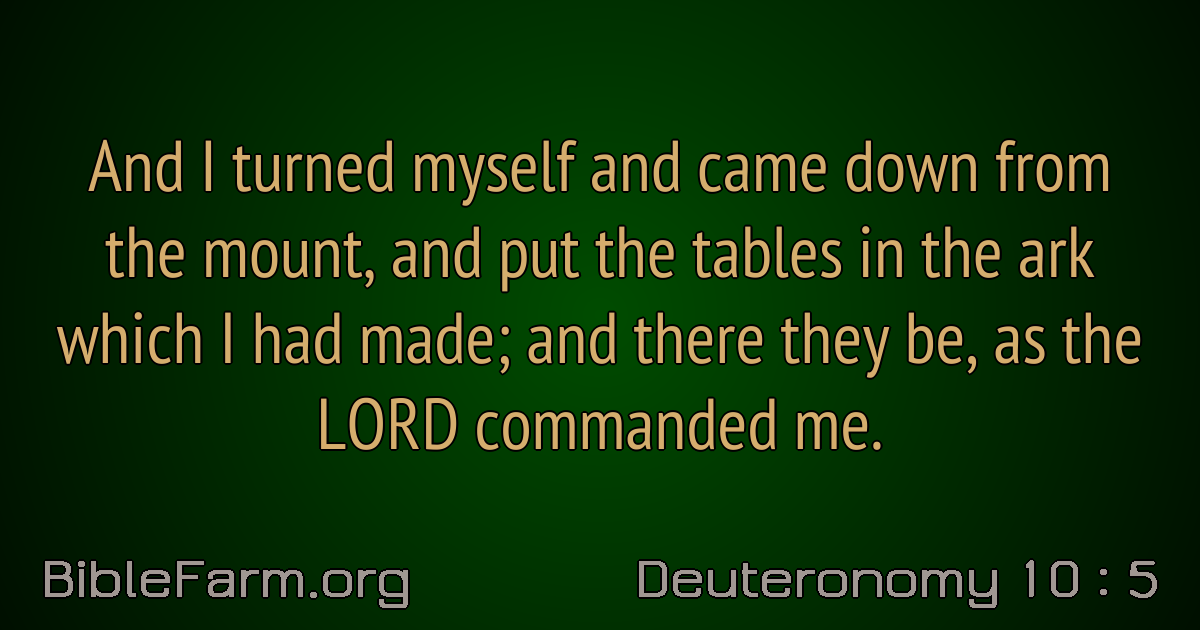 And I turned myself and came down from
the mount, and put the tables in the ark
which I had made; and there they be, as the
LORD commanded me.
BibleFarm.org
Deuteronomy 10 : 5